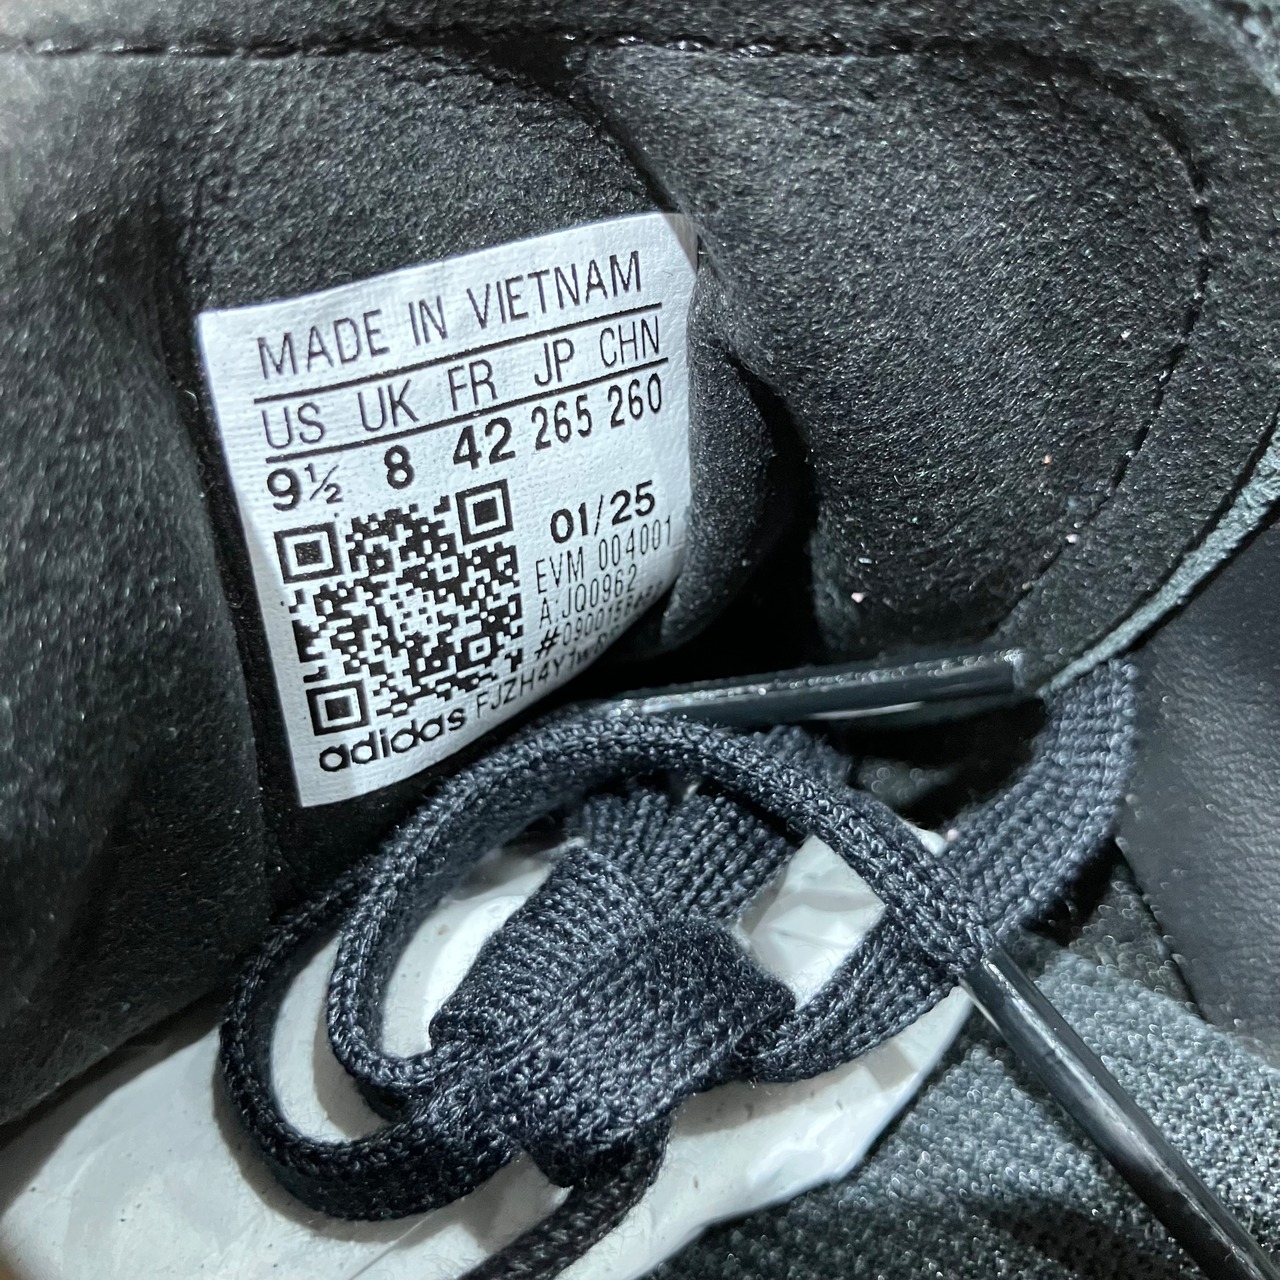 MADE IN VIETNAM
US UK FR JP CHN
9½ 8 42 265 260
01/25
EVM 004001
A:JQ0962
adidas